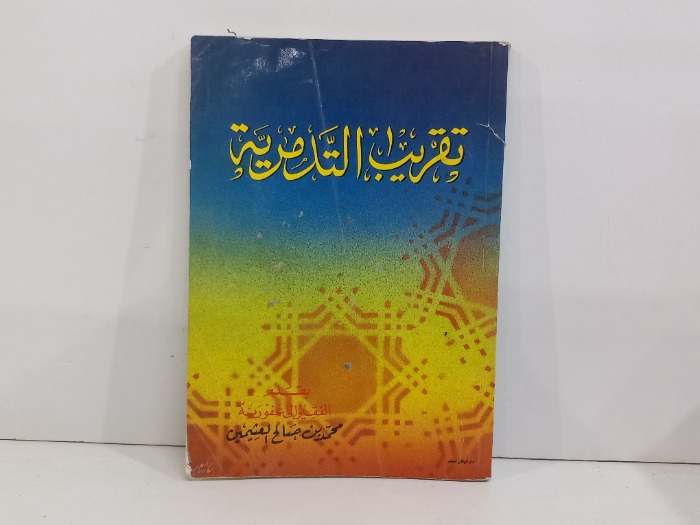 تقريب التدمرية
بقلم
الفقير إلى عفو ربه
محمد بن صالح العثيمين